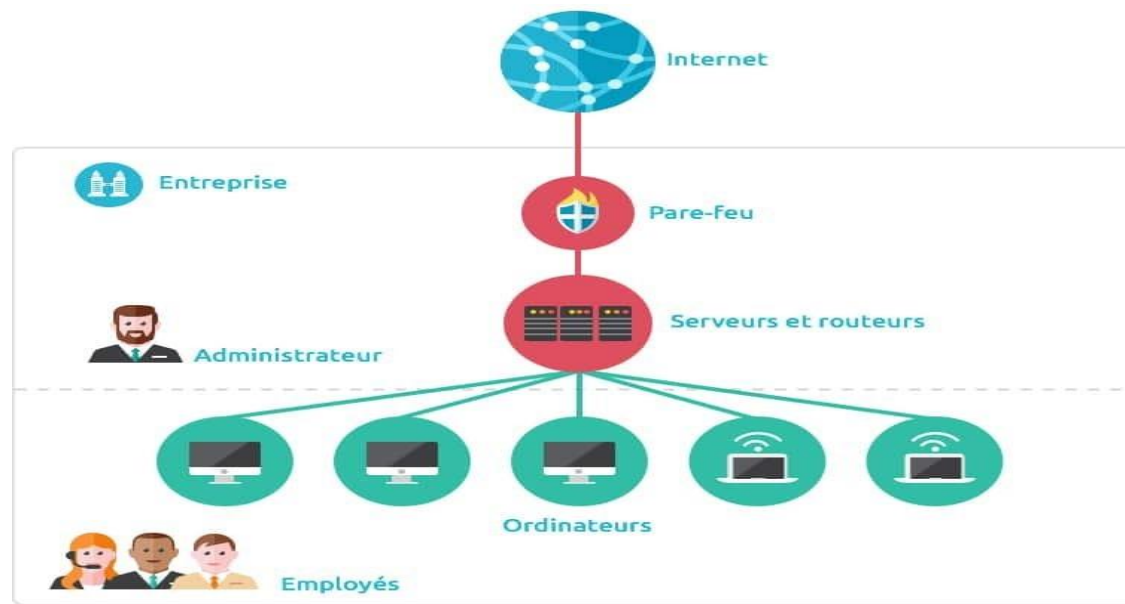 Internet
Entreprise
Pare-feu
Serveurs et routeurs
Administrateur
Ordinateurs
Employés